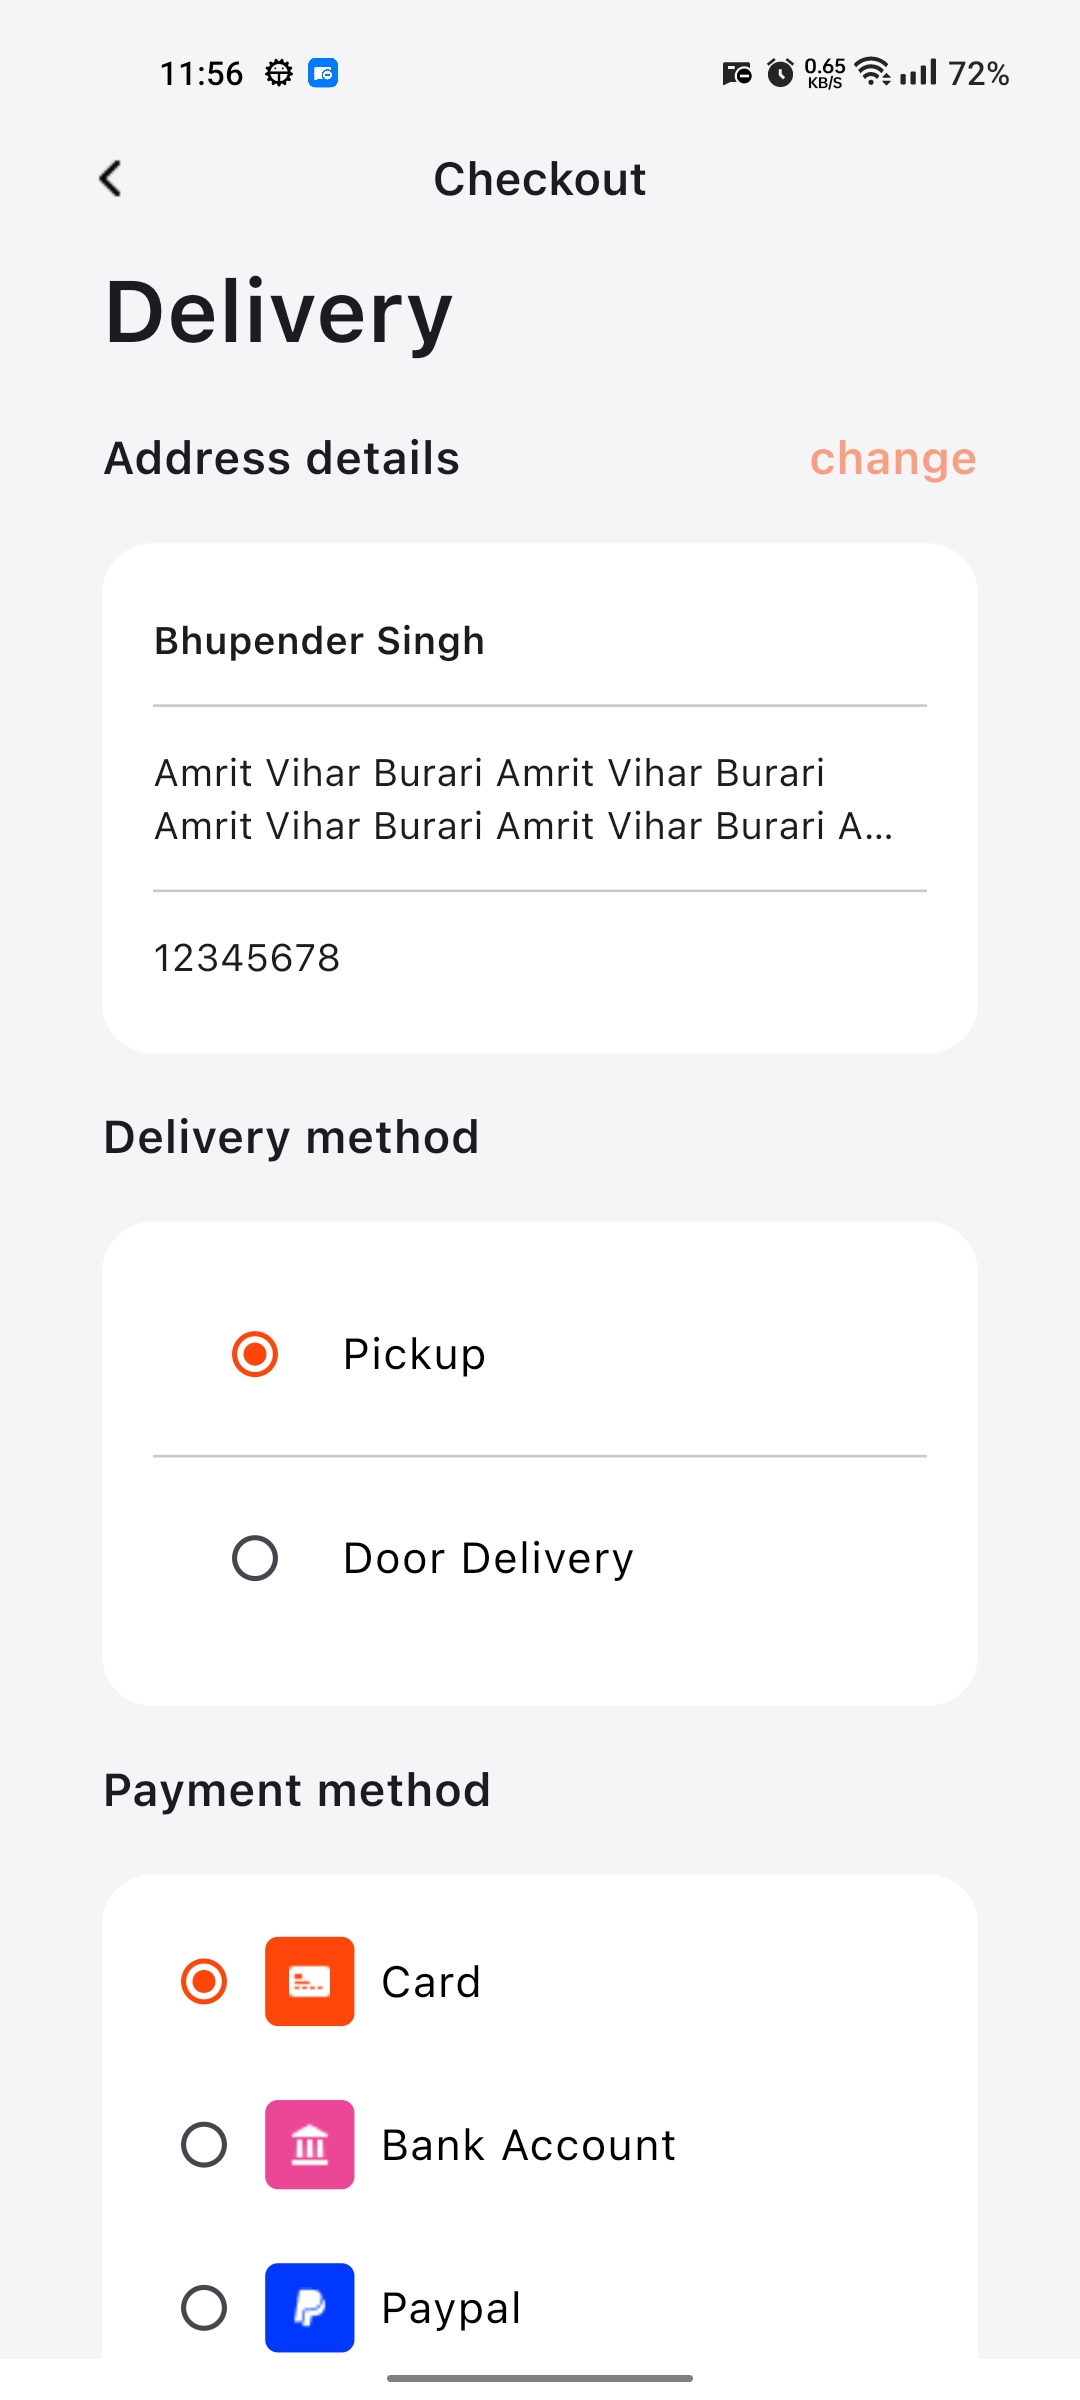 11:56
0.65
KB/S
72%
Checkout
Delivery
Address details
change
Bhupender Singh
Amrit Vihar Burari Amrit Vihar Burari
Amrit Vihar Burari Amrit Vihar Burari A...
12345678
Delivery method
Pickup
Door Delivery
Payment method
Card
Bank Account
Paypal